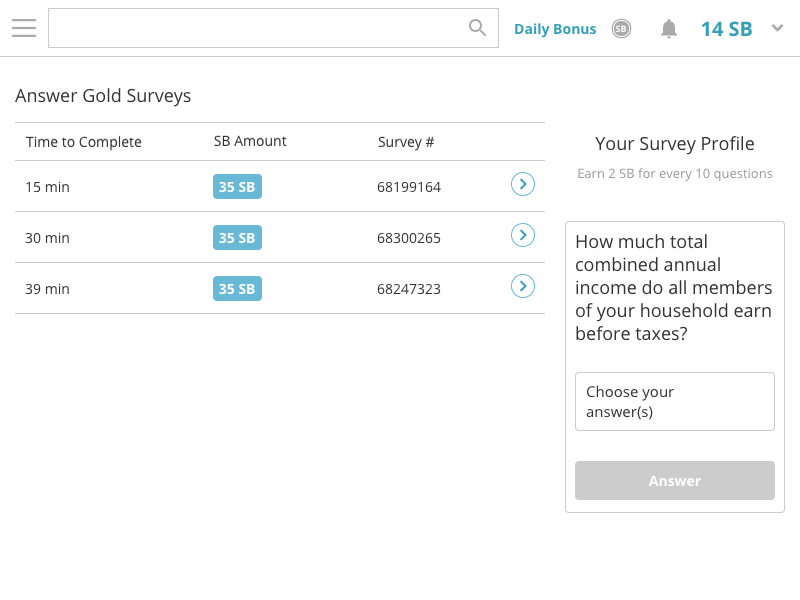 Daily Bonus SB 14 SB
Answer Gold Surveys
Time to Complete SB Amount Survey #
15 min 35 SB 68199164
30 min 35 SB 68300265
39 min 35 SB 68247323
Your Survey Profile
Earn 2 SB for every 10 questions
How much total
combined annual
income do all members
of your household earn
before taxes?
Choose your
answer(s)
Answer